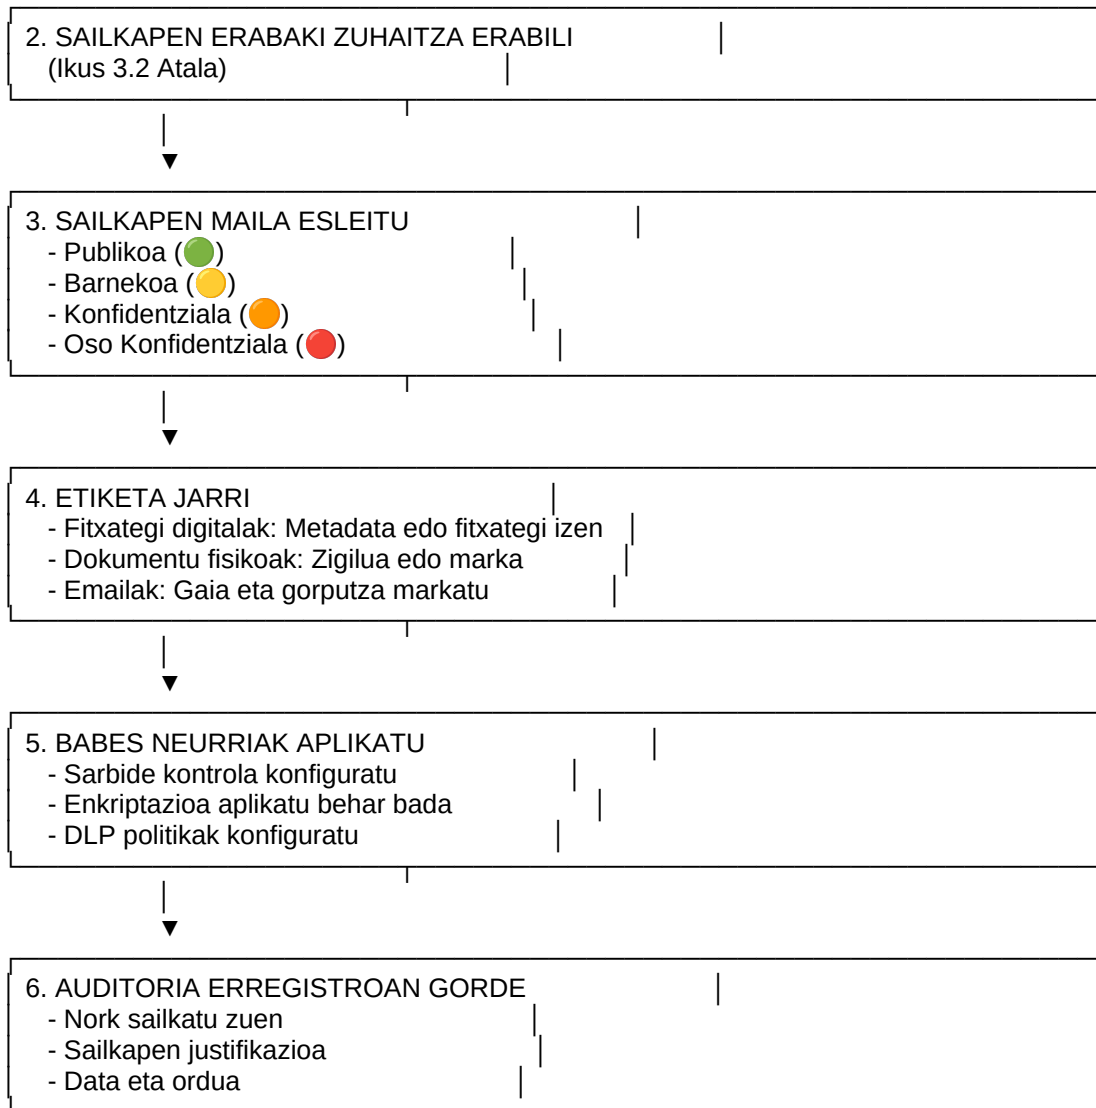 2. SAILKAPEN ERABAKI ZUHAITZA ERABILI
(Ikus 3.2 Atala)
3. SAILKAPEN MAILA ESLEITU
- Publikoa (🟢)
- Barnekoa (🟡)
- Konfidentziala (🟠)
- Oso Konfidentziala (🔴)
4. ETIKETA JARRI
- Fitxategi digitalak: Metadata edo fitxategi izen
- Dokumentu fisikoak: Zigilua edo marka
- Emailak: Gaia eta gorputza markatu
5. BABES NEURRIAK APLIKATU
- Sarbide kontrola konfiguratu
- Enkriptazioa aplikatu behar bada
- DLP politikak konfiguratu
6. AUDITORIA ERREGISTROAN GORDE
- Nork sailkatu zuen
- Sailkapen justifikazioa
- Data eta ordua